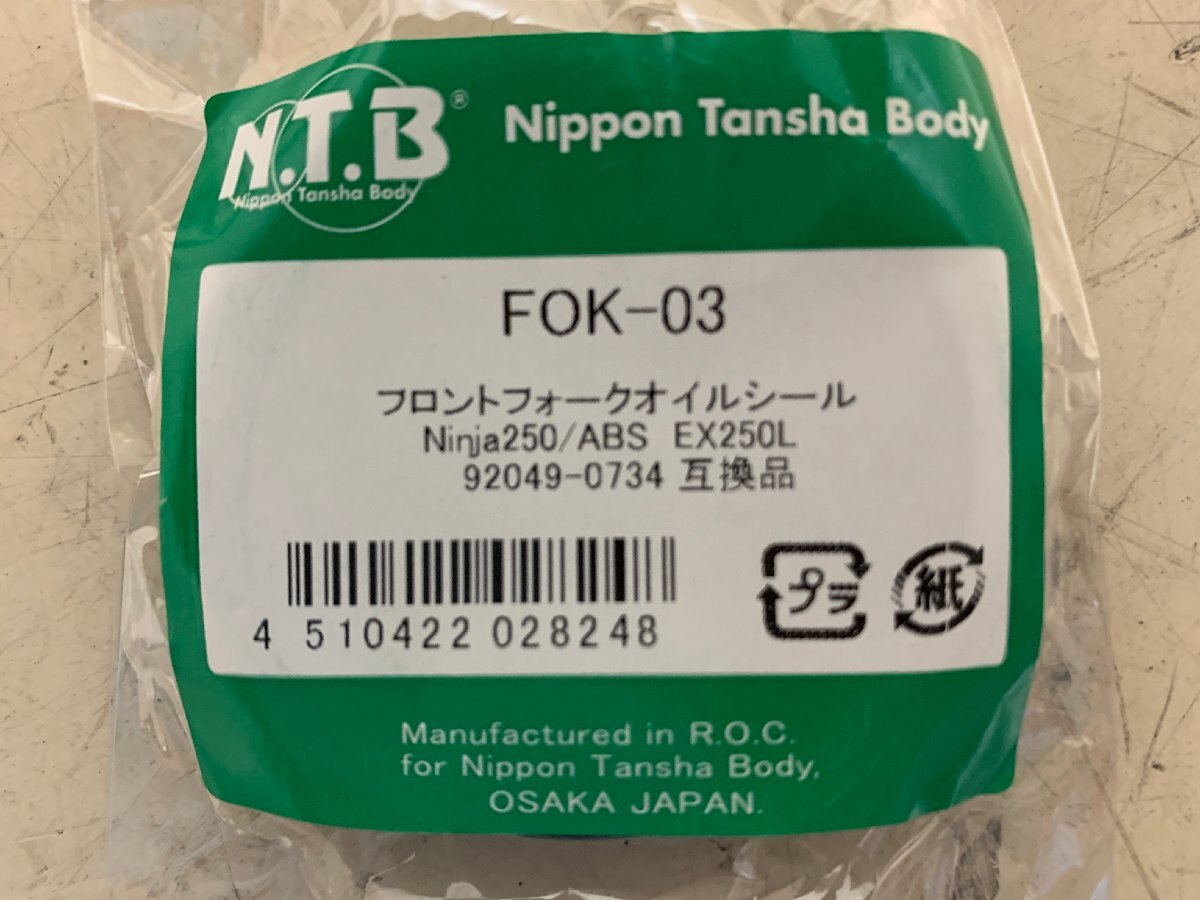 N.T.B®
Nippon Tansha Body
Nippon Tansha Body
FOK-03
フロントフォークオイルシール
Ninja250/ABS EX250L
92049-0734 互換品
4 510422 028248
プラ
紙
Manufactured in R.O.C.
for Nippon Tansha Body,
OSAKA JAPAN.